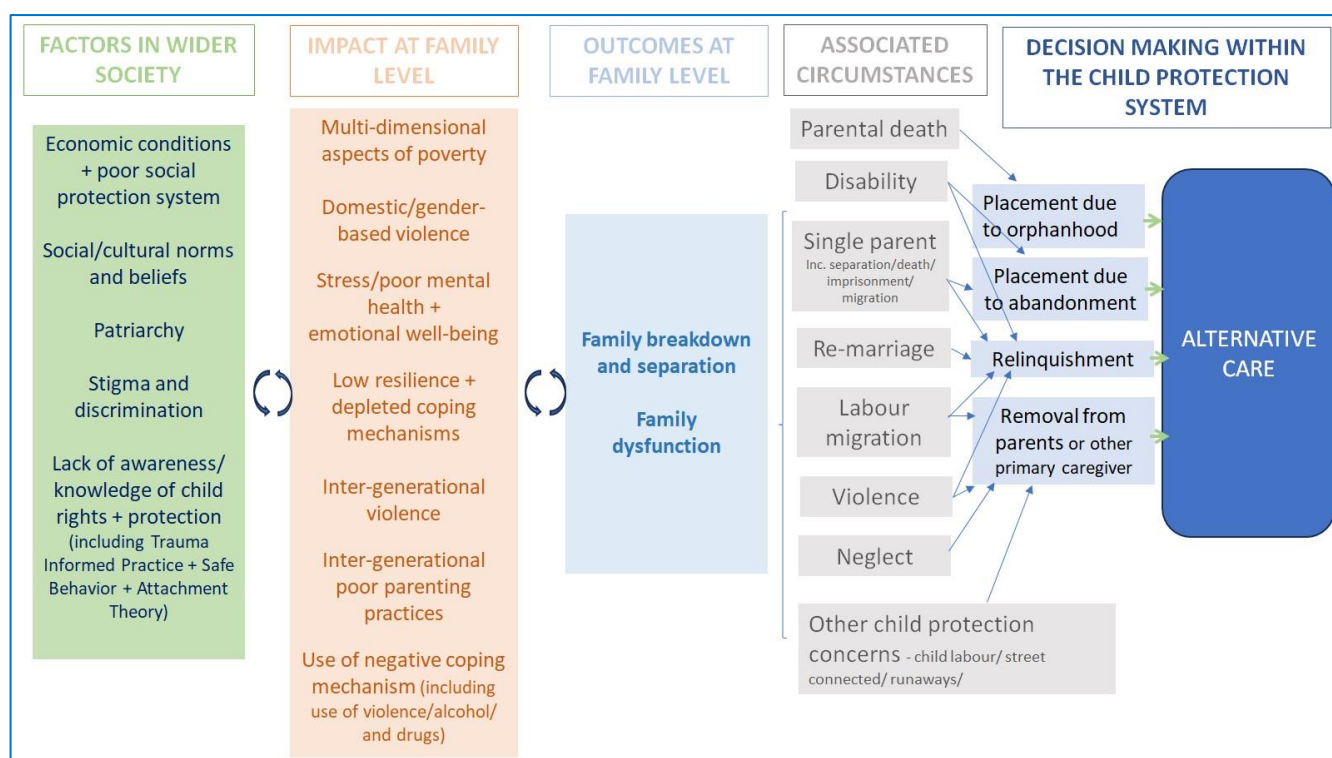 FACTORS IN WIDER
SOCIETY
Economic conditions
+ poor social
protection system
Social/cultural norms
and beliefs
Patriarchy
Stigma and
discrimination
Lack of awareness/
knowledge of child
rights + protection
(including Trauma
Informed Practice + Safe
Behavior + Attachment
Theory)
IMPACT AT FAMILY
LEVEL
Multi-dimensional
aspects of poverty
Domestic/gender-
based violence
Stress/poor mental
health +
emotional well-being
Low resilience +
depleted coping
mechanisms
Inter-generational
violence
Inter-generational
poor parenting
practices
Use of negative coping
mechanism (including
use of violence/alcohol/
and drugs)
OUTCOMES AT
FAMILY LEVEL
Family breakdown
and separation
Family
dysfunction
ASSOCIATED
CIRCUMSTANCES
Parental death
Disability
Single parent
Inc. separation/death/
imprisonment/
migration
Re-marriage
Labour
migration
Violence
Neglect
Other child protection
concerns - child labour/ street
connected/ runaways/
DECISION MAKING WITHIN
THE CHILD PROTECTION
SYSTEM
Placement due
to orphanhood
Placement due
to abandonment
Relinquishment
Removal from
parents or other
primary caregiver
ALTERNATIVE
CARE